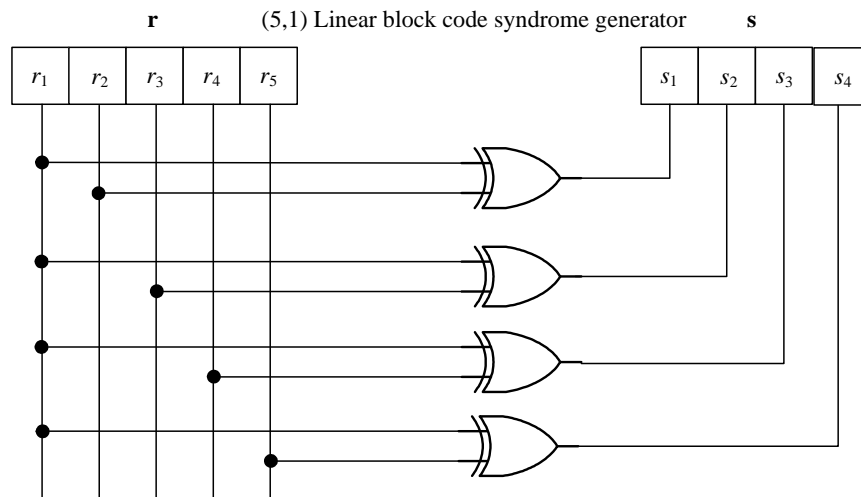 r (5,1) Linear block code syndrome generator s
r1 r2 r3 r4 r5 s1 s2 s3 s4